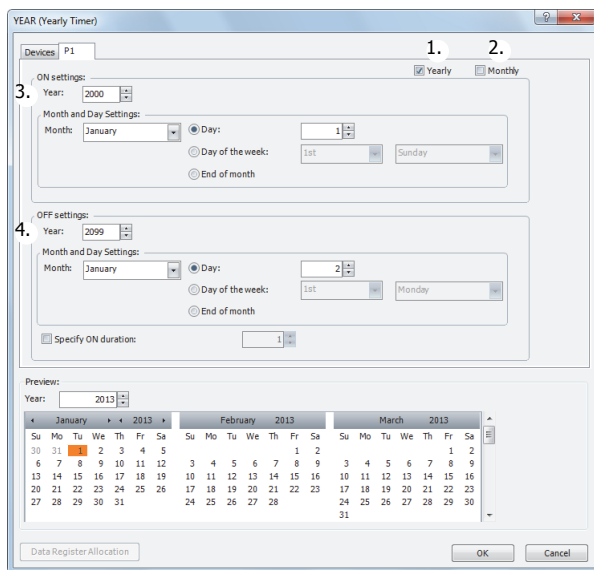 YEAR (Yearly Timer)
?
Devices P1
1. 2.
Yearly Monthly
ON settings:
3. Year: 2000
Month and Day Settings:
Month: January Day: 1
Day of the week: 1st Sunday
End of month
OFF settings:
4. Year: 2099
Month and Day Settings:
Month: January Day: 2
Day of the week: 1st Monday
End of month
Specify ON duration: 1
Preview:
Year: 2013
January 2013 February 2013 March 2013
Su Mo Tu We Th Fr Sa Su Mo Tu We Th Fr Sa Su Mo Tu We Th Fr Sa
30 31 1 2 3 4 5 1 2 1 2
6 7 8 9 10 11 12 3 4 5 6 7 8 9 3 4 5 6 7 8 9
13 14 15 16 17 18 19 10 11 12 13 14 15 16 10 11 12 13 14 15 16
20 21 22 23 24 25 26 17 18 19 20 21 22 23 17 18 19 20 21 22 23
27 28 29 30 31 24 25 26 27 28 24 25 26 27 28 29 30
31
Data Register Allocation OK Cancel